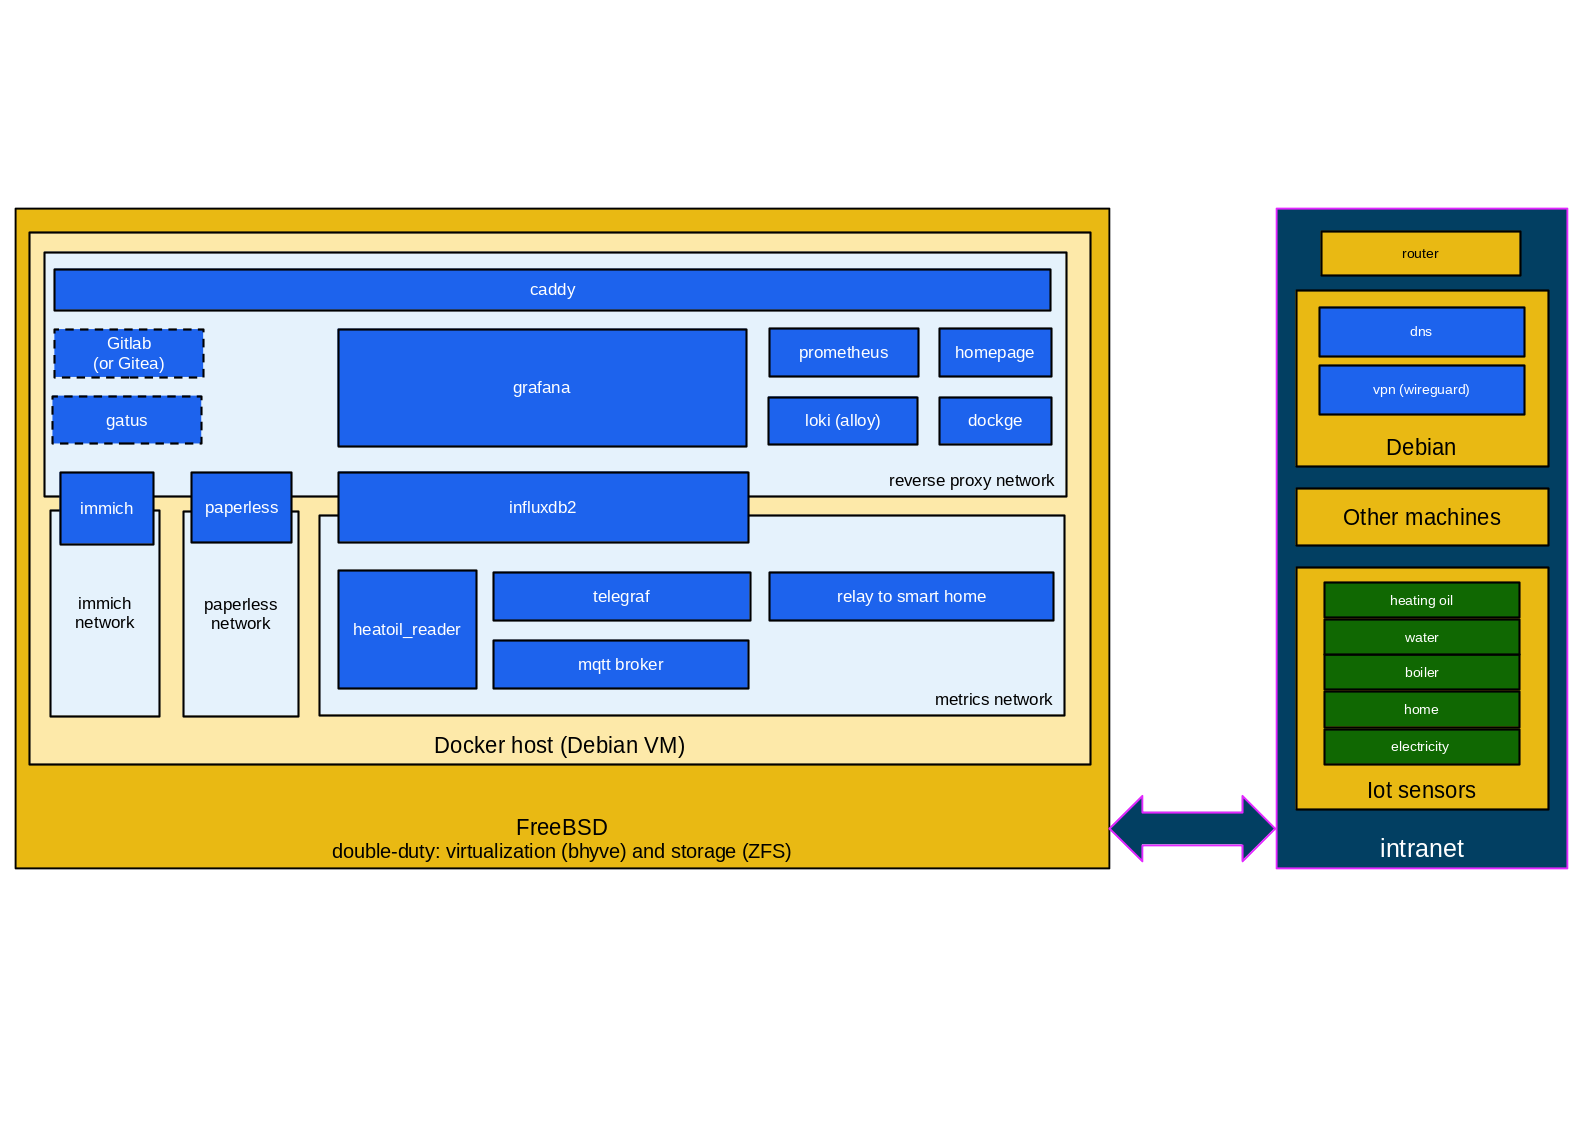 caddy
Gitlab
(or Gitea)
grafana
prometheus
homepage
gatus
loki (alloy)
dockge
reverse proxy network
immich
paperless
influxdb2
immich
network
paperless
network
heatoil_reader
telegraf
relay to smart home
mqtt broker
metrics network
Docker host (Debian VM)
FreeBSD
double-duty: virtualization (bhyve) and storage (ZFS)
router
dns
vpn (wireguard)
Debian
Other machines
heating oil
water
boiler
home
electricity
Iot sensors
intranet